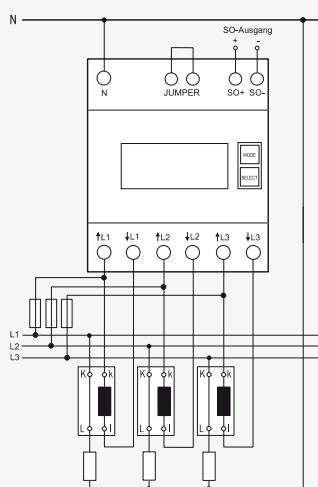 N
SO-Ausgang
+ -
N JUMPER SO+ SO-
MODE
SELECT
↑L1 ↓L1 ↑L2 ↓L2 ↑L3 ↓L3
L1
L2
L3
K k K k K k
L l L l L l